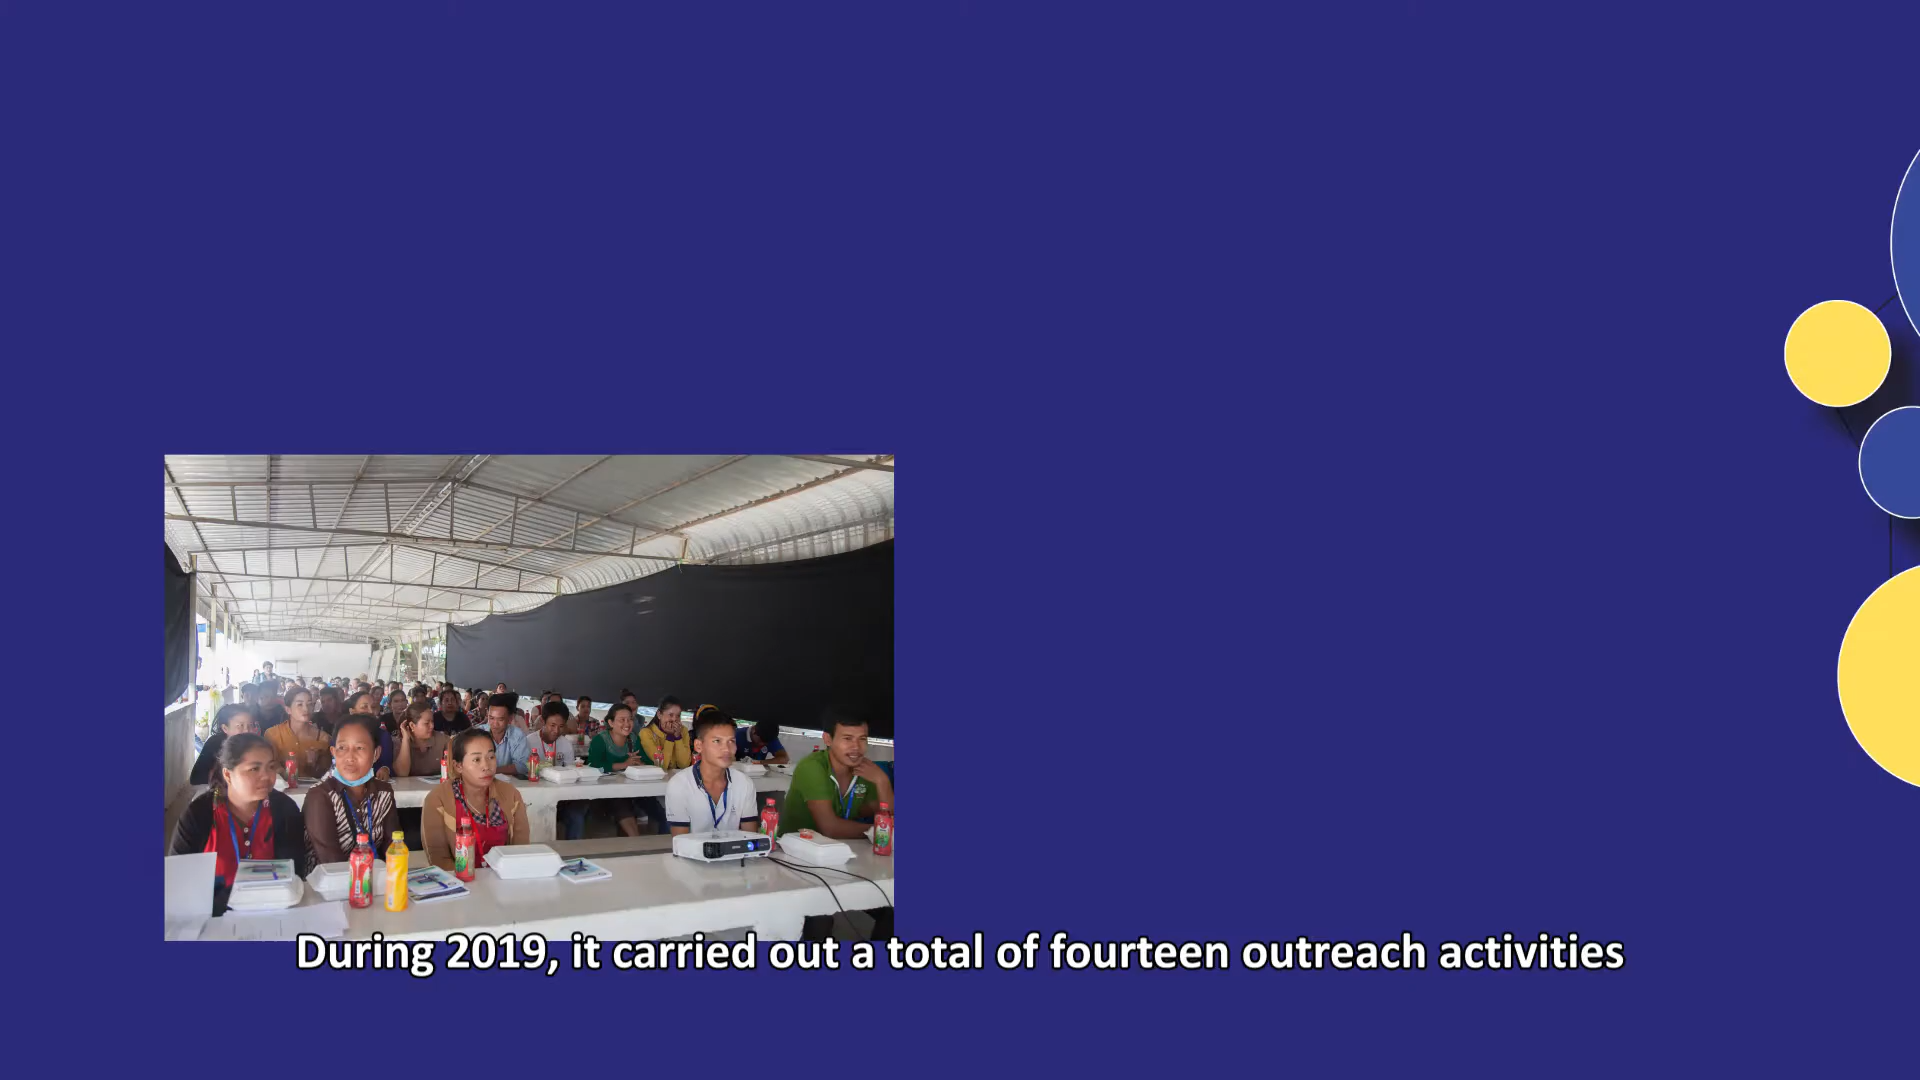 During 2019, it carried out a total of fourteen outreach activities